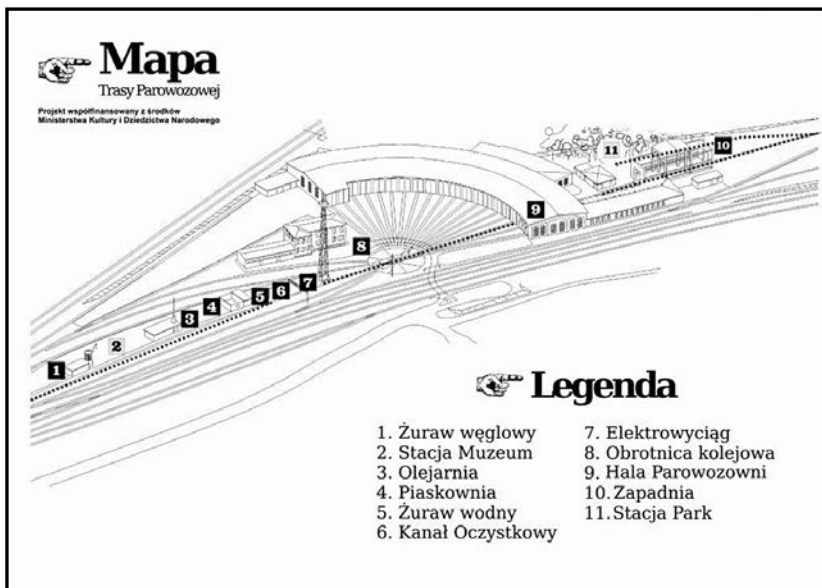 Mapa
Trasy Parowozowej
Projekt współfinansowany z środków
Ministerstwa Kultury i Dziedzictwa Narodowego
11
10
9
8
7
6
5
4
3
2
1
Legenda
1. Żuraw węglowy
2. Stacja Muzeum
3. Olejarnia
4. Piaskownia
5. Żuraw wodny
6. Kanał Oczystkowy
7. Elektrowyciąg
8. Obrotnica kolejowa
9. Hala Parowozowni
10. Zapadnia
11. Stacja Park